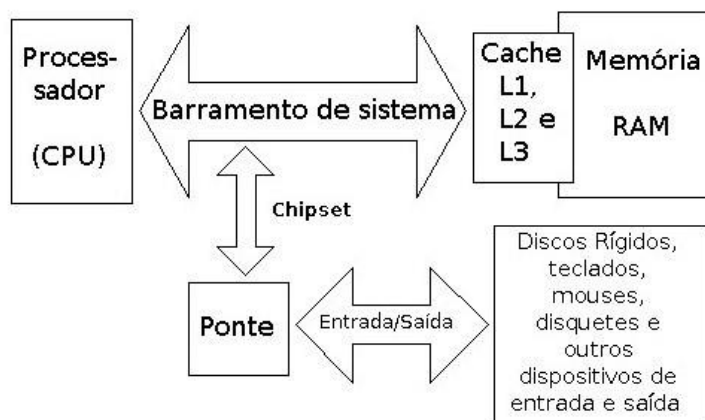 Proces-
sador
(CPU)
Barramento de sistema
Cache
L1,
L2 e
L3
Memória
RAM
Chipset
Ponte
Entrada/Saída
Discos Rígidos,
teclados,
mouses,
disquetes e
outros
dispositivos de
entrada e saída